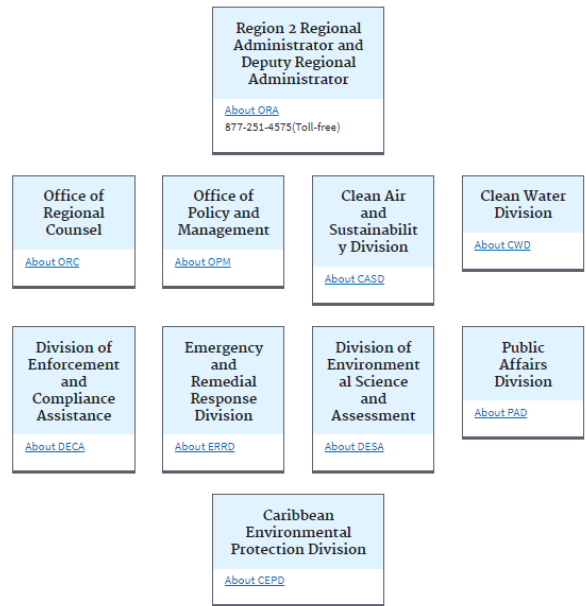 Region 2 Regional
Administrator and
Deputy Regional
Administrator
About ORA
877-251-4575(Toll-free)
Office of
Regional
Counsel
About ORC
Office of
Policy and
Management
About OPM
Clean Air
and
Sustainabilit
y Division
About CASD
Clean Water
Division
About CWD
Division of
Enforcement
and
Compliance
Assistance
About DECA
Emergency
and
Remedial
Response
Division
About ERRD
Division of
Environment
al Science
and
Assessment
About DESA
Public
Affairs
Division
About PAD
Caribbean
Environmental
Protection Division
About CEPD